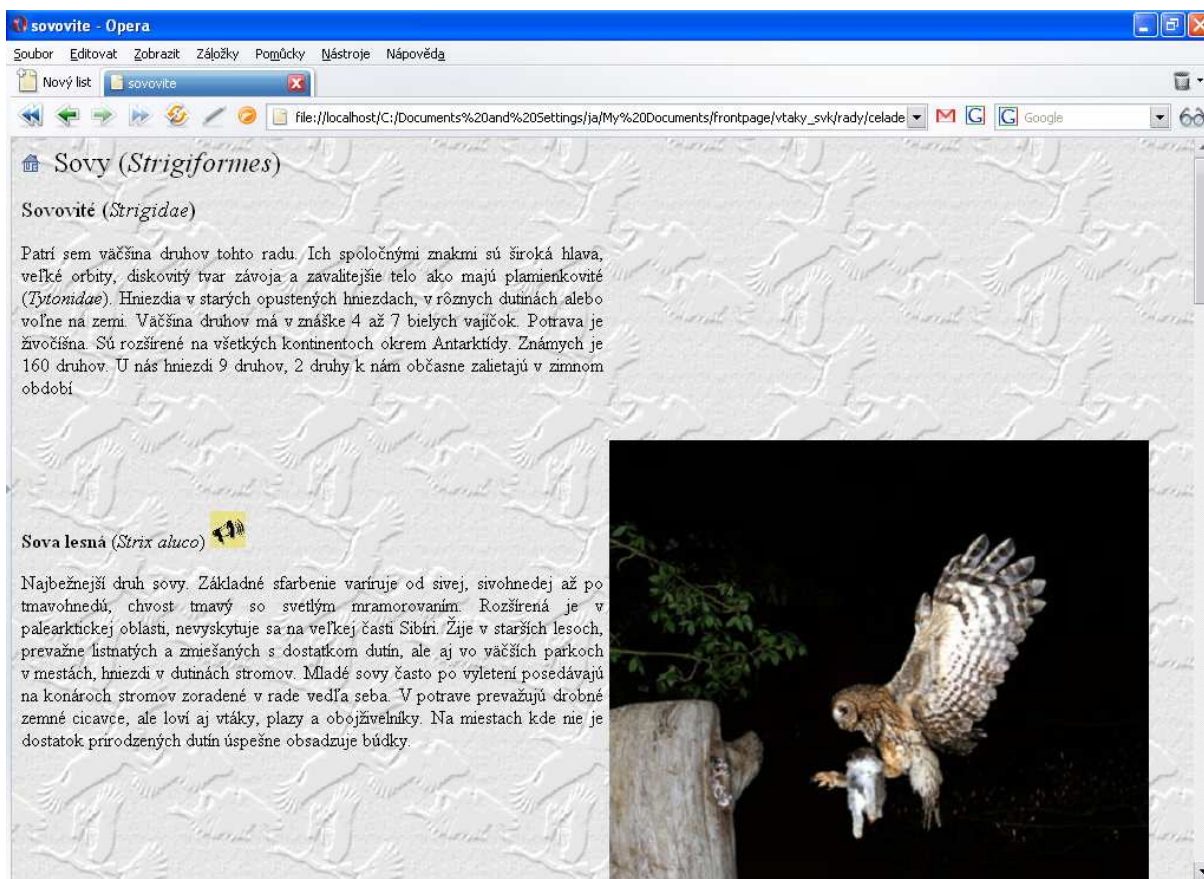 sovovite - Opera
Soubor Editovat Zobrazit Záložky Pomůcky Nástroje Nápověda
Nový list sovovite
file://localhost/C:/Documents%20and%20Settings/ja/My%20Documents/frontpage/vtaky_svk/rady/celade Google
Sovy (Strigiformes)
Sovovité (Strigidae)
Patrí sem väčšina druhov tohto radu. Ich spoločnými znakmi sú široká hlava,
veľké orbity, diskovitý tvar závoja a zavalitejšie telo ako majú plamienkovité
(Tytonidae). Hniezdia v starých opustených hniezdach, v rôznych dutinách alebo
voľne na zemi. Väčšina druhov má v znáške 4 až 7 bielych vajíčok. Potrava je
živočíšna. Sú rozšírené na všetkých kontinentoch okrem Antarktídy. Známych je
160 druhov. U nás hniezdi 9 druhov, 2 druhy k nám občasne zalietajú v zimnom
období
Sova lesná (Strix aluco)
Najbežnejší druh sovy. Základné sfarbenie varíruje od sivej, sivohnedej až po
tmavohnedú, chvost tmavý so svetlým mramorovaním. Rozšírená je v
palearktickej oblasti, nevyskytuje sa na veľkej časti Sibíri. Žije v starších lesoch,
prevažne listnatých a zmiešaných s dostatkom dutín, ale aj vo väčších parkoch
v mestách, hniezdi v dutinách stromov. Mladé sovy často po vyletení posedávajú
na konároch stromov zoradené v rade vedľa seba. V potrave prevažujú drobné
zemné cicavce, ale loví aj vtáky, plazy a obojživelníky. Na miestach kde nie je
dostatok prirodzených dutín úspešne obsadzuje búdky.